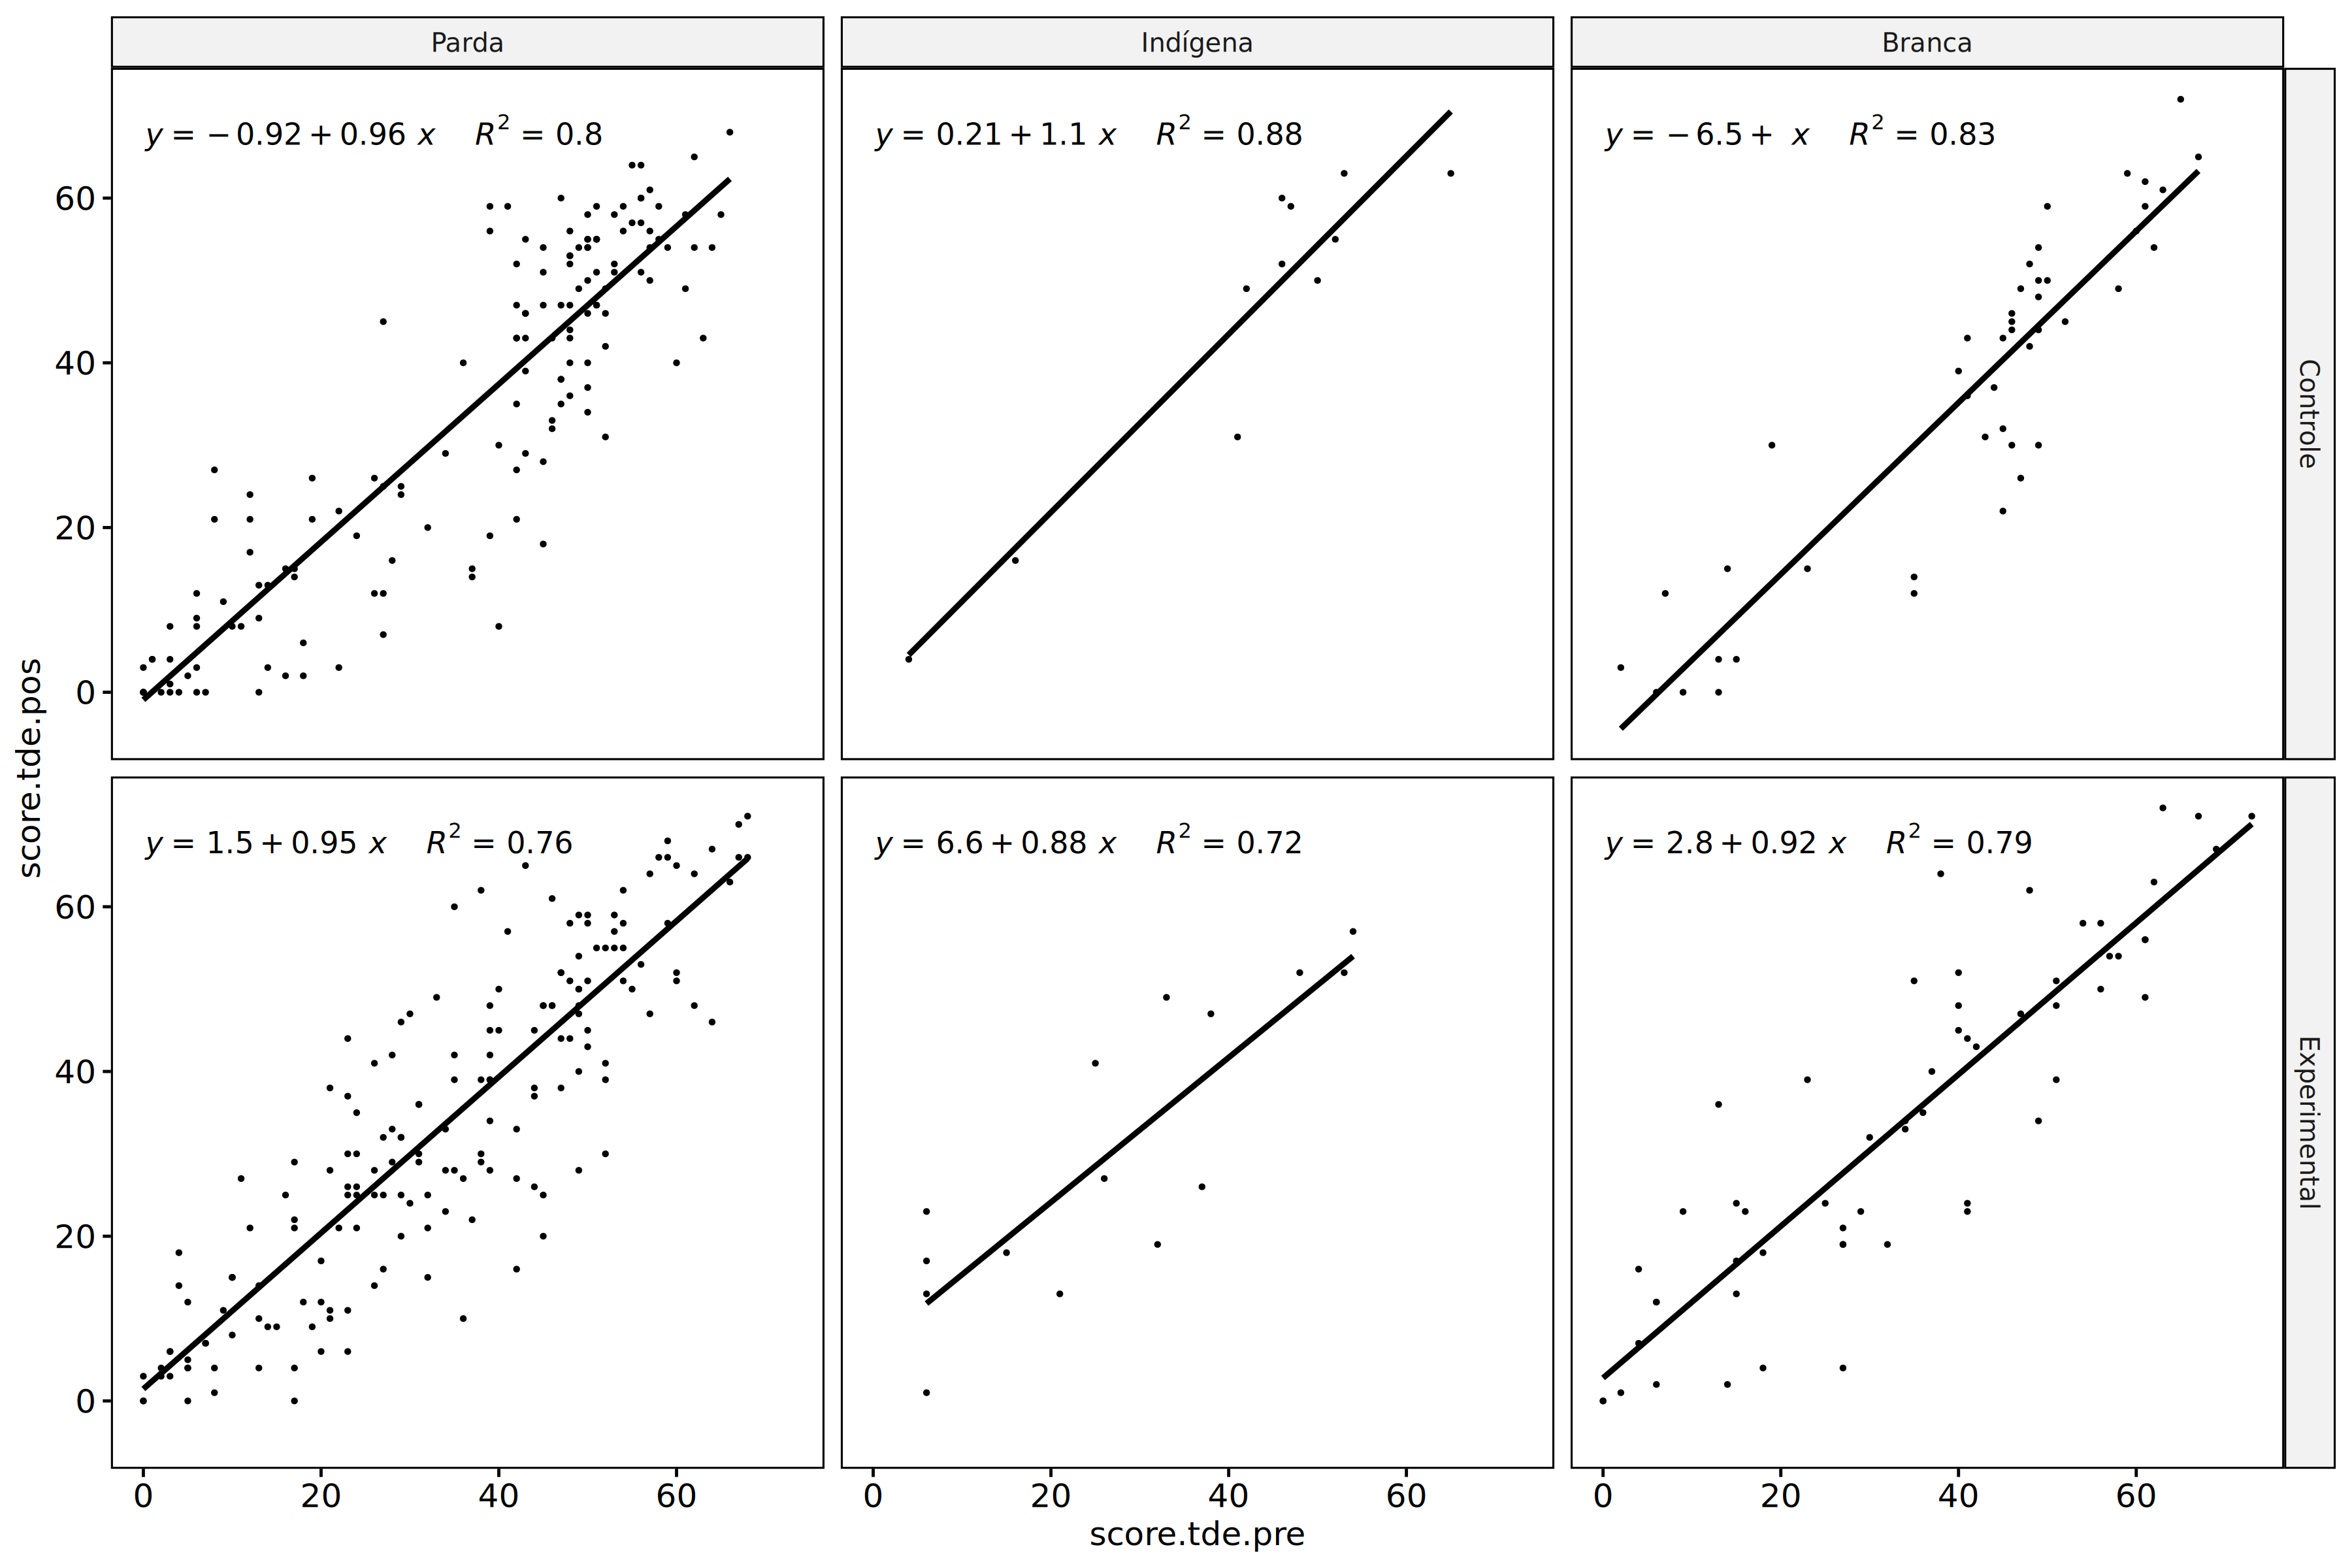 Parda
Indígena
Branca
y = − 0.92 + 0.96 x R² = 0.8
y = 0.21 + 1.1 x R² = 0.88
y = − 6.5 + x R² = 0.83
60
40
20
0
Controle
y = 1.5 + 0.95 x R² = 0.76
y = 6.6 + 0.88 x R² = 0.72
y = 2.8 + 0.92 x R² = 0.79
60
40
20
0
Experimental
score.tde.pos
0 20 40 60
0 20 40 60
0 20 40 60
score.tde.pre